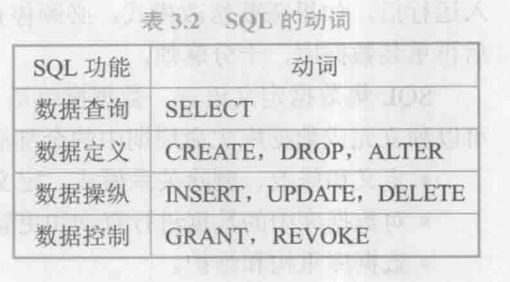 表 3.2 SQL 的动词
SQL 功能 动词
数据查询 SELECT
数据定义 CREATE，DROP，ALTER
数据操纵 INSERT，UPDATE，DELETE
数据控制 GRANT，REVOKE